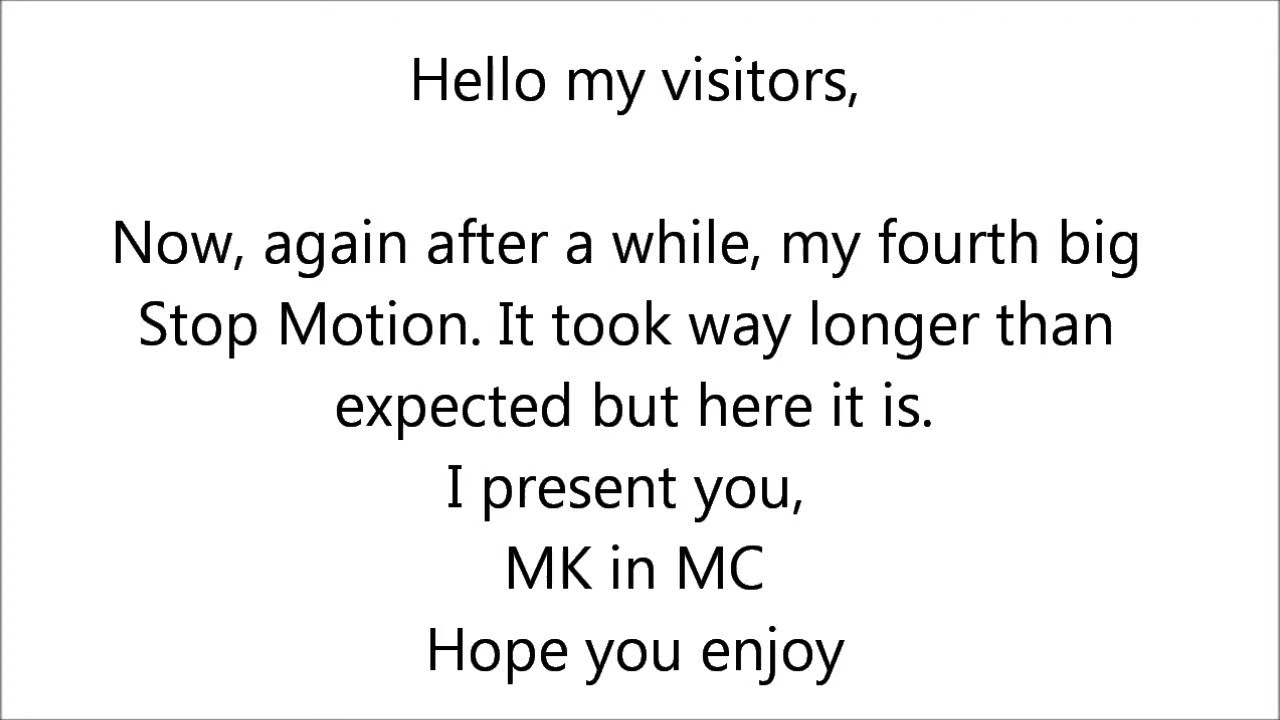 Hello my visitors,
Now, again after a while, my fourth big
Stop Motion. It took way longer than
expected but here it is.
I present you,
MK in MC
Hope you enjoy